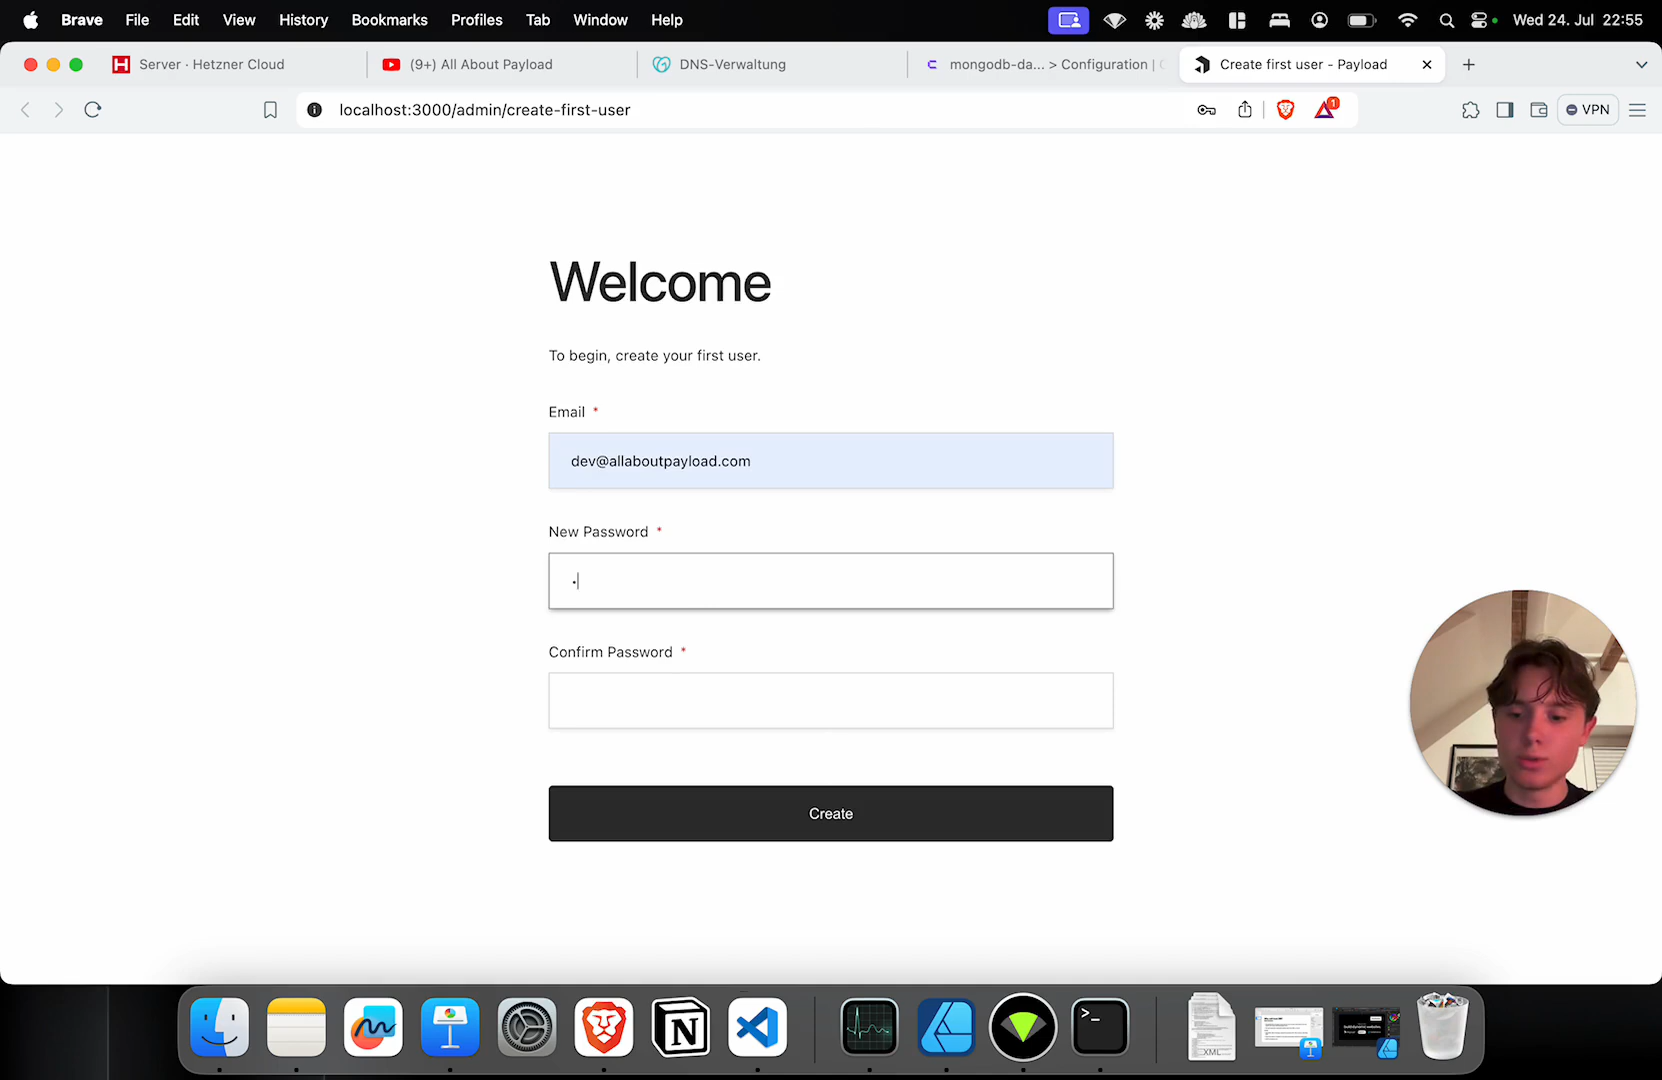 Brave File Edit View History Bookmarks Profiles Tab Window Help Wed 24. Jul 22:55
Server · Hetzner Cloud (9+) All About Payload DNS-Verwaltung mongodb-da... > Configuration | Create first user - Payload
localhost:3000/admin/create-first-user 1 VPN
Welcome
To begin, create your first user.
Email *
dev@allaboutpayload.com
New Password *
Confirm Password *
Create
XML